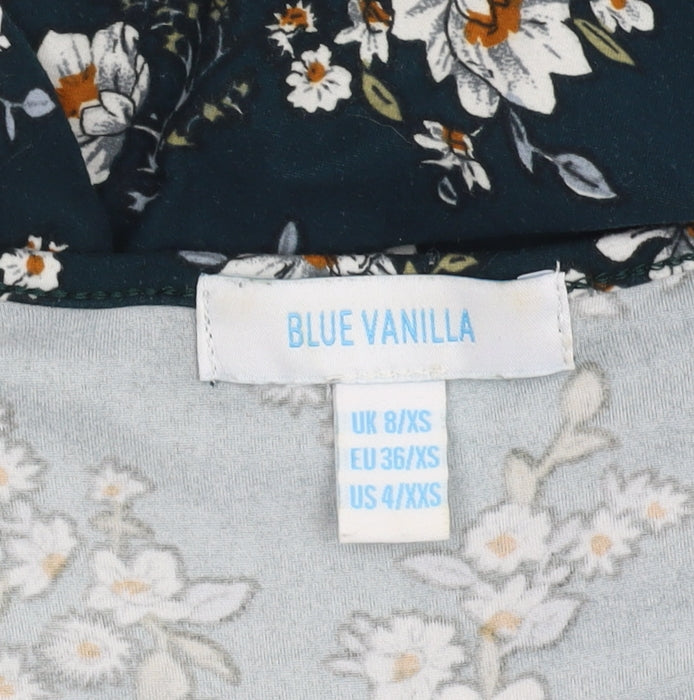 BLUE VANILLA
UK 8/XS
EU 36/XS
US 4/XXS